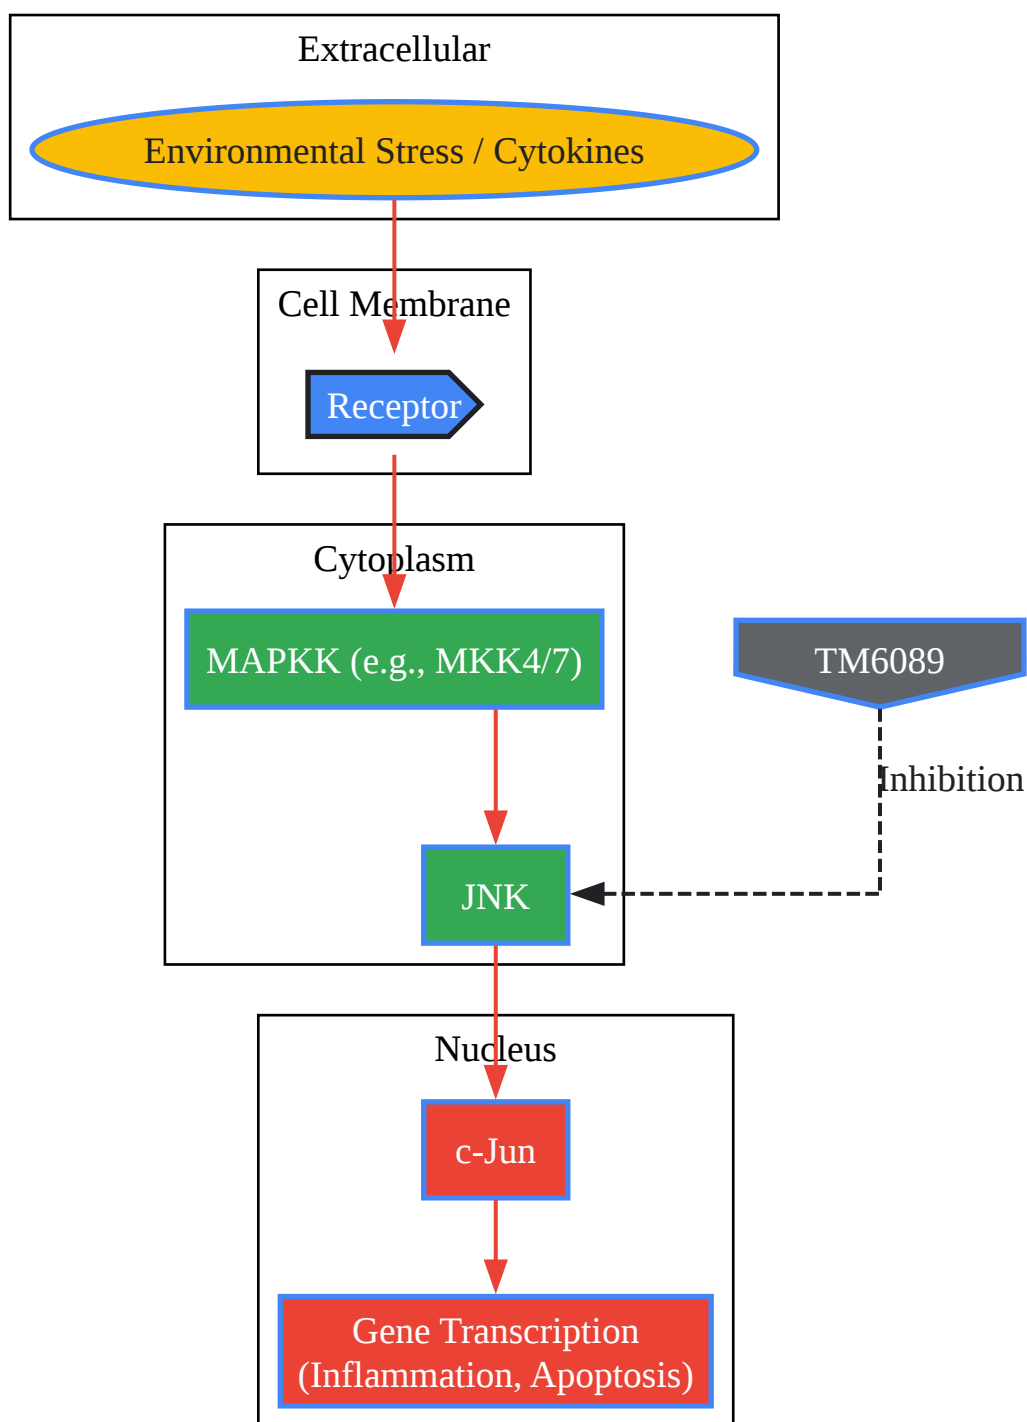 Extracellular
Environmental Stress / Cytokines
Cell Membrane
Receptor
Cytoplasm
MAPKK (e.g., MKK4/7)
TM6089
Inhibition
JNK
Nucleus
c-Jun
Gene Transcription
(Inflammation, Apoptosis)